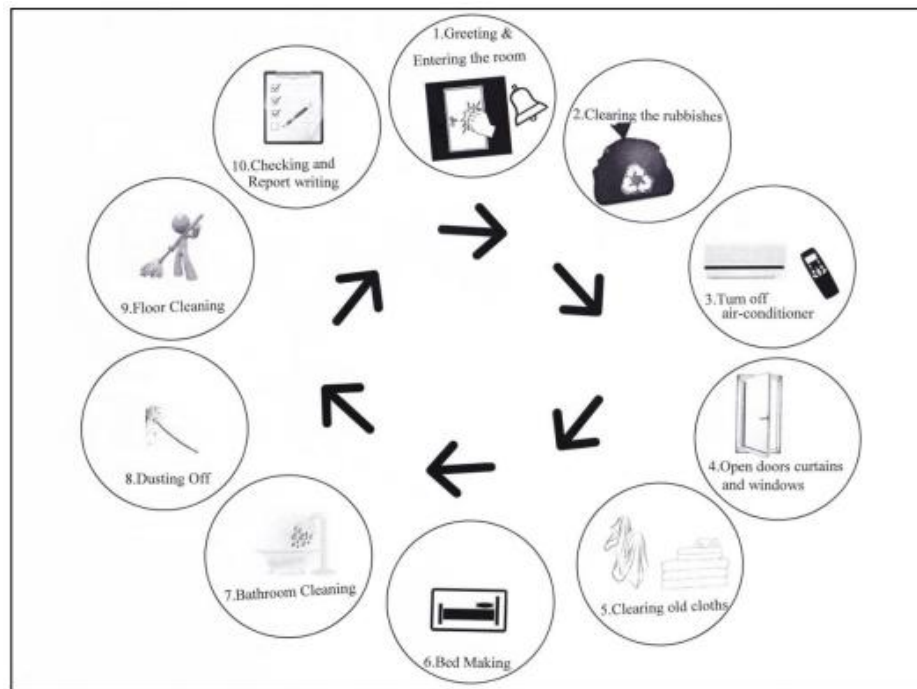 1.Greeting &
Entering the room
2.Clearing the rubbishes
3.Turn off
air-conditioner
4.Open doors curtains
and windows
5.Clearing old cloths
6.Bed Making
7.Bathroom Cleaning
8.Dusting Off
9.Floor Cleaning
10.Checking and
Report writing